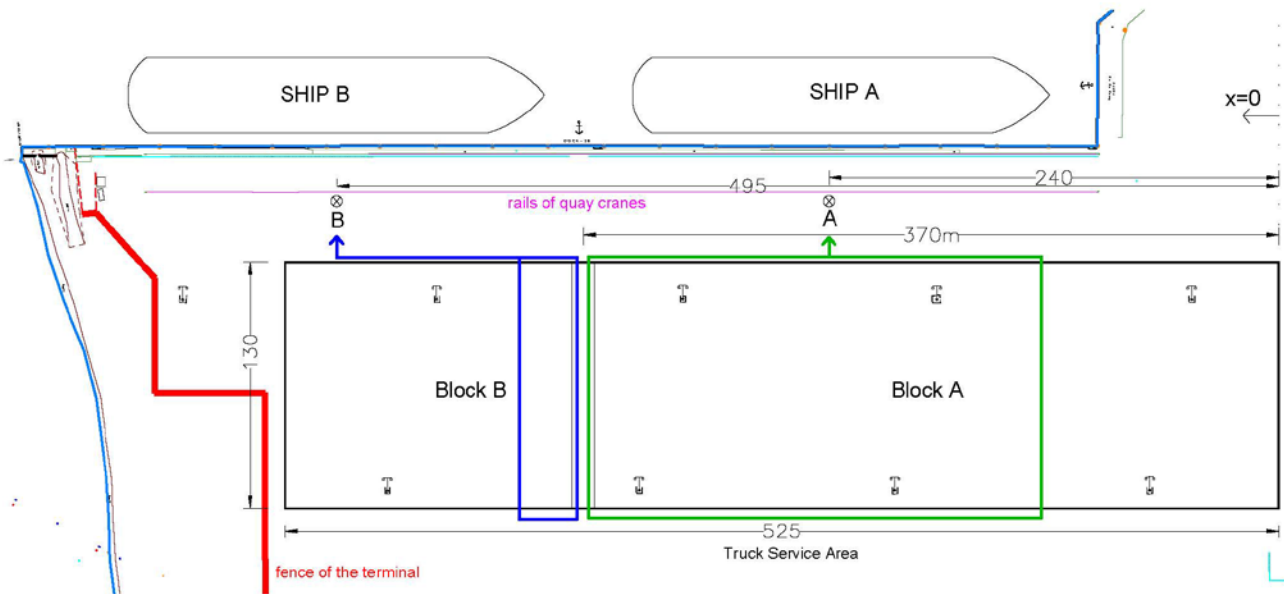 SHIP B
SHIP A
x=0
240
495
rails of quay cranes
B
A
370m
130
Block B
Block A
525
Truck Service Area
fence of the terminal